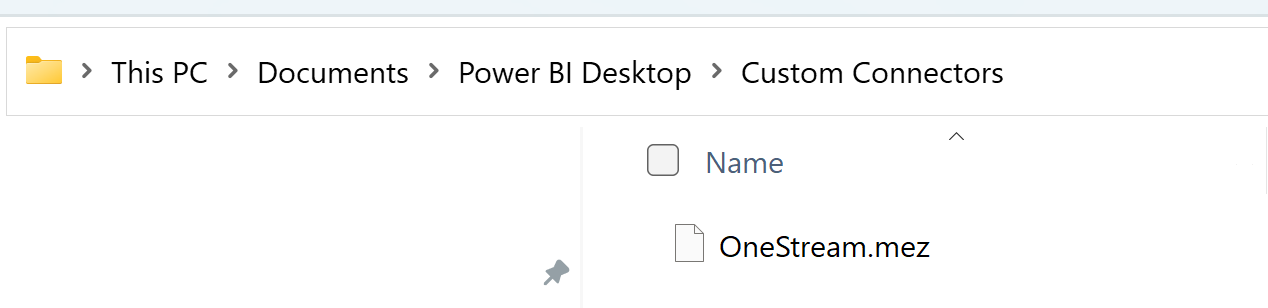 This PC > Documents > Power BI Desktop > Custom Connectors
Name
OneStream.mez